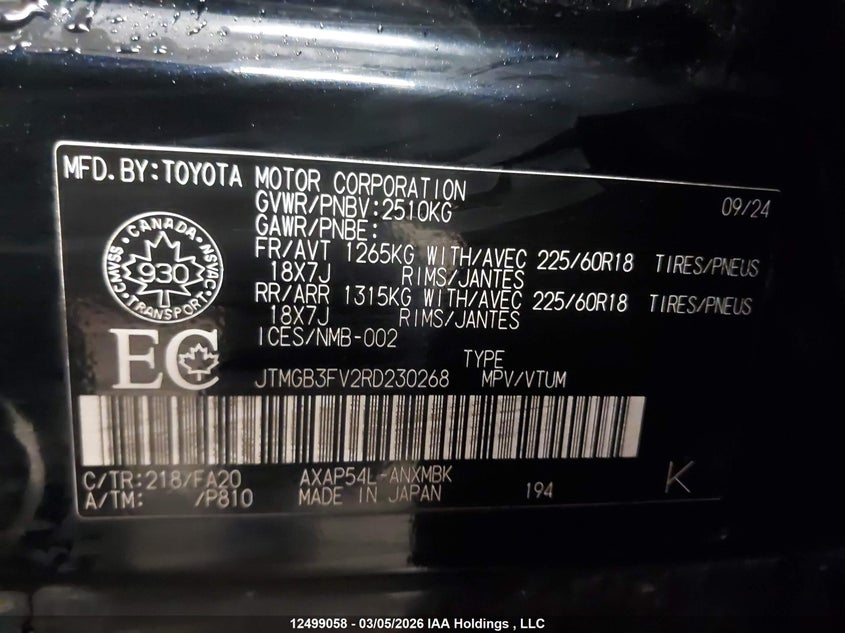 MFD.BY:TOYOTA MOTOR CORPORATION 09/24
GVWR/PNBV:2510KG
GAWR/PNBE:
FR/AVT 1265KG WITH/AVEC 225/60R18 TIRES/PNEUS
18X7J RIMS/JANTES
RR/ARR 1315KG WITH/AVEC 225/60R18 TIRES/PNEUS
18X7J RIMS/JANTES
ICES/NMB-002
CANADA
CMVSS 930 NSVAC
TRANSPORT
EC
TYPE
JTMGB3FV2RD230268 MPV/VTUM
C/TR:218/FA20 AXAP54L-ANXMBK
A/TM: /P810 MADE IN JAPAN 194 K
12499058 - 03/05/2026 IAA Holdings , LLC